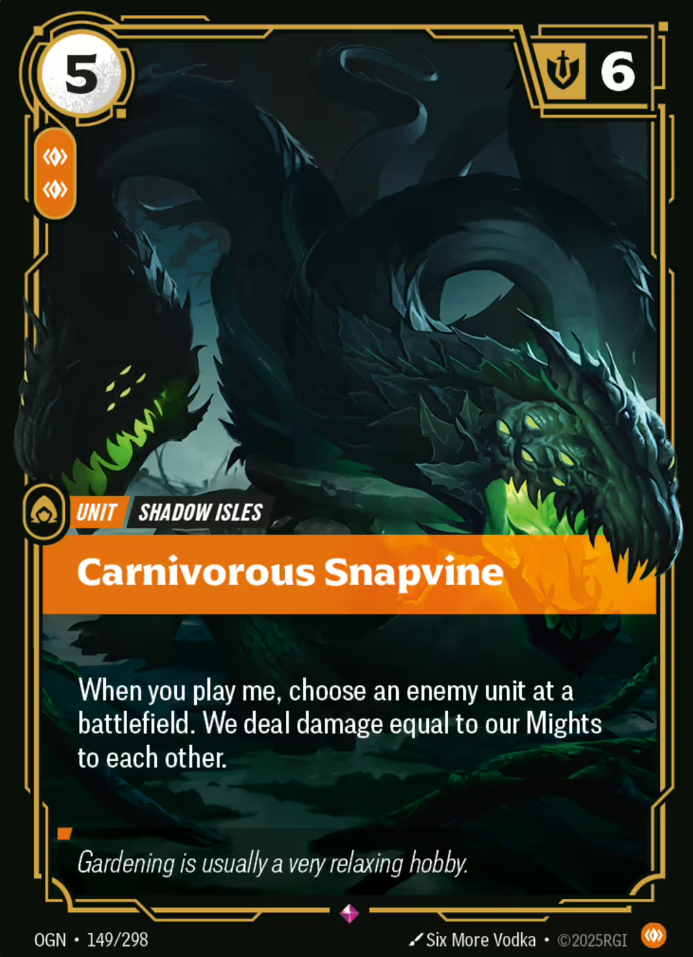 5
6
UNIT
SHADOW ISLES
Carnivorous Snapvine
When you play me, choose an enemy unit at a
battlefield. We deal damage equal to our Mights
to each other.
Gardening is usually a very relaxing hobby.
OGN • 149/298
Six More Vodka • ©2025RGI